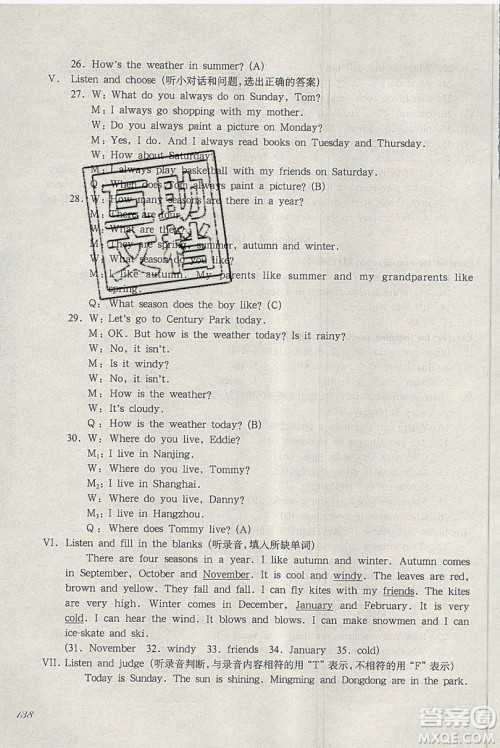 26. How's the weather in summer? (A)
V. Listen and choose (听小对话和问题,选出正确的答案)
27. W: What do you always do on Sunday, Tom?
M: I always go shopping with my mother.
W: Do you always paint a picture on Monday?
M: Yes, I do. And I always read books on Tuesday and Thursday.
W: How about Saturday?
M: I always play basketball with my friends on Saturday.
Q: When does Tom always paint a picture? (B)
28. W: How many seasons are there in a year?
M: There are four.
W: What are they?
M: They are spring, summer, autumn and winter.
W: What season do you like?
M: I like autumn. My parents like summer and my grandparents like
spring.
Q: What season does the boy like? (C)
29. W: Let's go to Century Park today.
M: OK. But how is the weather today? Is it rainy?
W: No, it isn't.
M: Is it windy?
W: No, it isn't.
M: How is the weather?
W: It's cloudy.
Q: How is the weather today? (B)
30. W: Where do you live, Eddie?
M₁: I live in Nanjing.
W: Where do you live, Tommy?
M₂: I live in Shanghai.
W: Where do you live, Danny?
M₃: I live in Hangzhou.
Q: Where does Tommy live? (A)
VI. Listen and fill in the blanks (听录音,填入所缺单词)
There are four seasons in a year. I like autumn and winter. Autumn comes
in September, October and November. It is cool and windy. The leaves are red,
brown and yellow. They fall and fall. I can fly kites with my friends. The kites
are very high. Winter comes in December, January and February. It is very
cold. I can have hot drinks. It blows and blows. I can make a snowman and I can
ice-skate and ski.
(31. November 32. windy 33. friends 34. January 35. cold)
VII. Listen and judge (听录音判断,与录音内容相符的用“T”表示,不相符的用“F”表示)
Today is Sunday. The sun is shining. Mingming and Dongdong are in the park.
138
作业答案圈
MXQE.COM